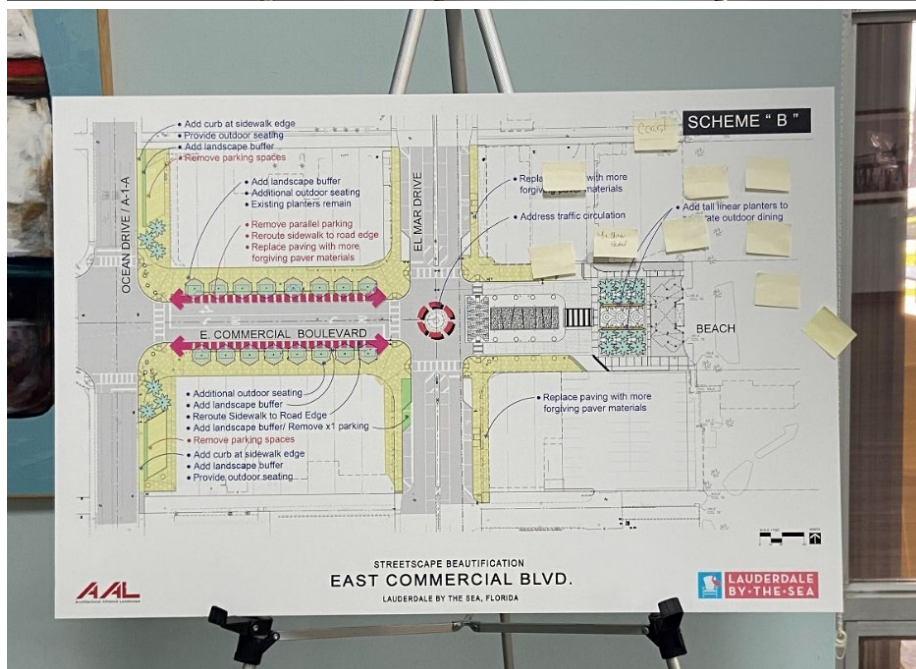 SCHEME " B "
• Add curb at sidewalk edge
• Provide outdoor seating
• Add landscape buffer
• Remove parking spaces
• Add landscape buffer
• Additional outdoor seating
• Existing planters remain
• Remove parallel parking
• Reroute sidewalk to road edge
• Replace paving with more
forgiving paver materials
OCEAN DRIVE / A-1-A
EL MAR DRIVE
• with more
forgiving paver materials
• Address traffic circulation
• Add tall linear planters to
outdoor dining
E. COMMERCIAL BOULEVARD
BEACH
• Additional outdoor seating
• Add landscape buffer
• Reroute Sidewalk to Road Edge
• Add landscape buffer/ Remove x1 parking
• Remove parking spaces
• Add curb at sidewalk edge
• Add landscape buffer
• Provide outdoor seating
• Replace paving with more
forgiving paver materials
STREETSCAPE BEAUTIFICATION
EAST COMMERCIAL BLVD.
LAUDERDALE BY THE SEA, FLORIDA
AAL
LAUDERDALE
BY•THE•SEA